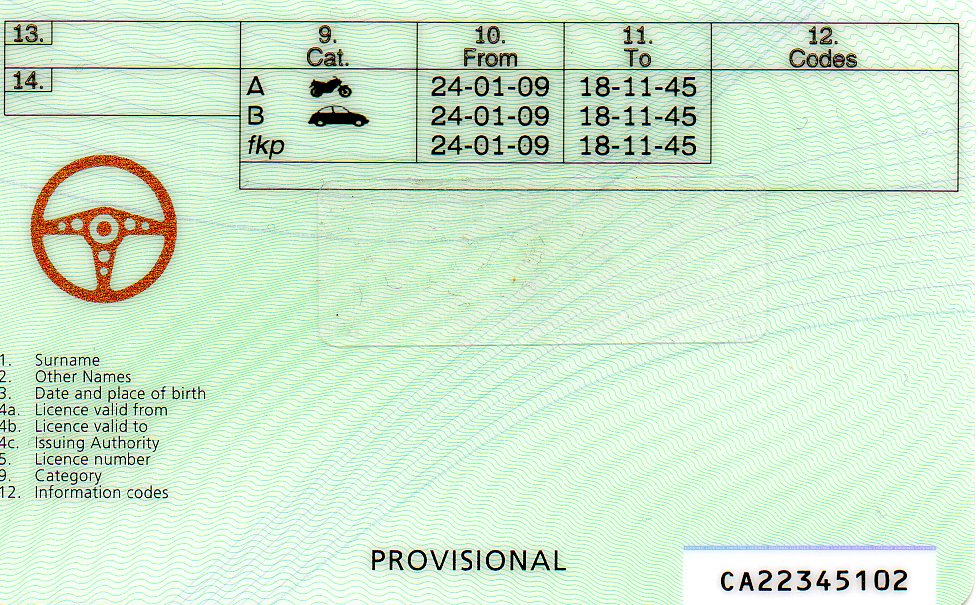 13. 9. 10. 11. 12.
Cat. From To Codes
14. A 24-01-09 18-11-45
B 24-01-09 18-11-45
fkp 24-01-09 18-11-45
1. Surname
2. Other Names
3. Date and place of birth
4a. Licence valid from
4b. Licence valid to
4c. Issuing Authority
5. Licence number
9. Category
12. Information codes
PROVISIONAL
CA22345102